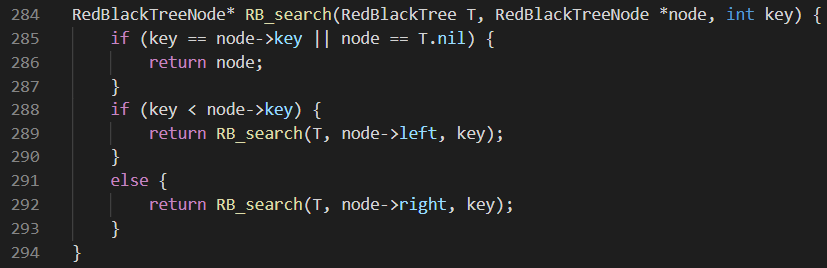 284 RedBlackTreeNode* RB_search(RedBlackTree T, RedBlackTreeNode *node, int key) {
285     if (key == node->key || node == T.nil) {
286         return node;
287     }
288     if (key < node->key) {
289         return RB_search(T, node->left, key);
290     }
291     else {
292         return RB_search(T, node->right, key);
293     }
294 }